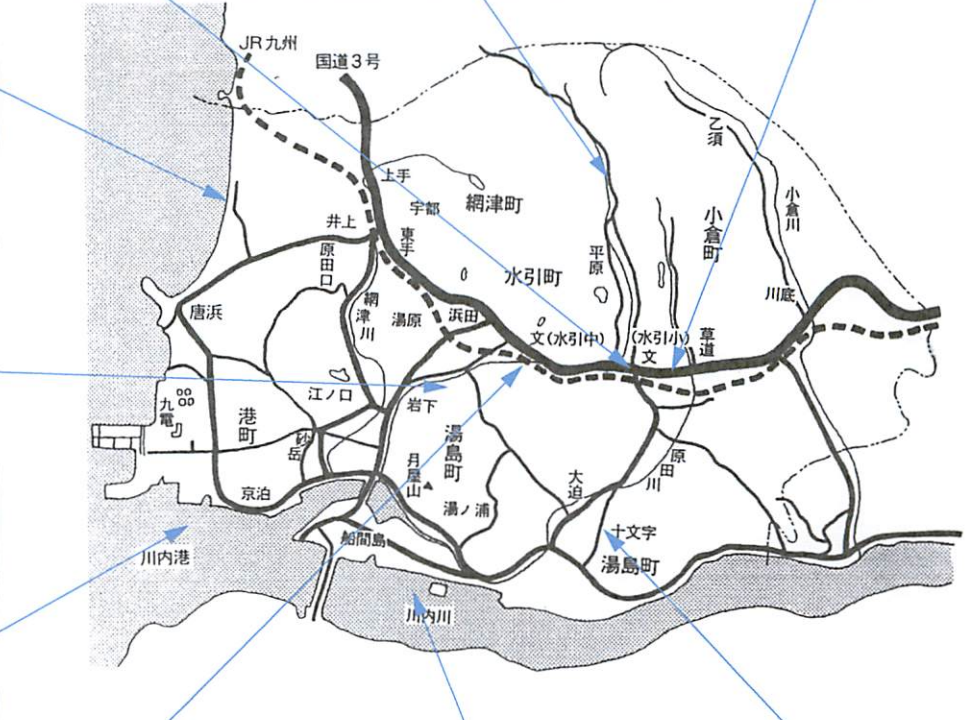 JR九州
国道3号
乙須
上手
宇都
網津町
小倉川
小倉町
井上
東手
原田口
平原
水引町
網津川
川底
唐浜
湯原
浜田
文(水引中)
(水引小)
文
草道
江ノ口
岩下
九電
港町
砂岳
湯島町
月屋山
大迫
原田川
京泊
湯ノ浦
十文字
船間島
川内港
湯島町
川内川